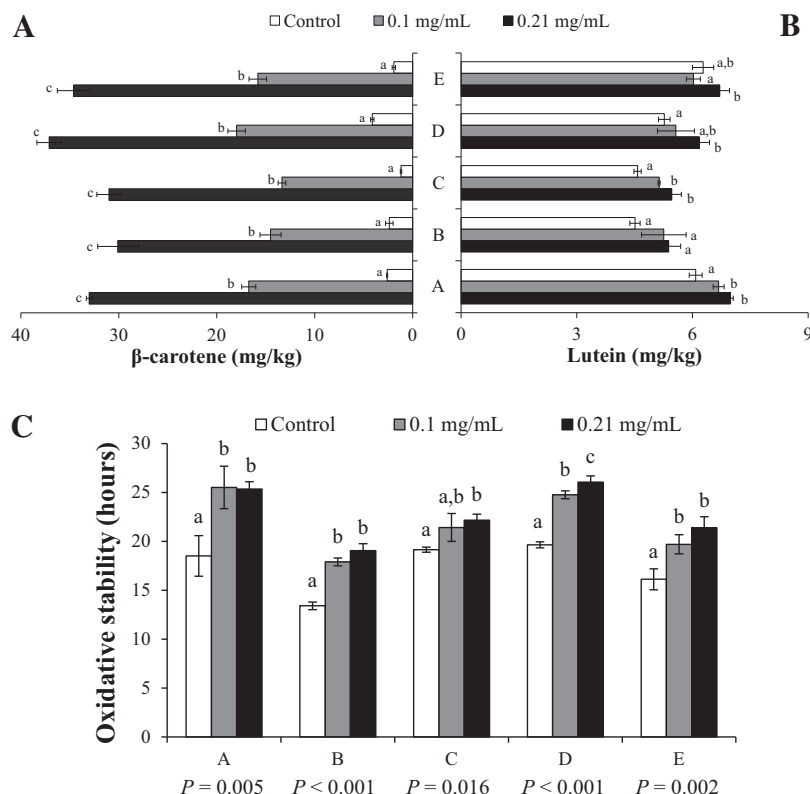 A
Control 0.1 mg/mL 0.21 mg/mL
B
a
b
c
E
a,b
a
b
a
b
c
D
a
a,b
b
a
b
c
C
a
b
b
a
b
c
B
a
a
a
a
b
c
A
a
b
b
40 30 20 10 0
0 3 6 9
β-carotene (mg/kg)
Lutein (mg/kg)
C
Control 0.1 mg/mL 0.21 mg/mL
Oxidative stability (hours)
30
25
20
15
10
5
0
a b b
a b b
a a,b b
a b c
a b b
A B C D E
P = 0.005 P < 0.001 P = 0.016 P < 0.001 P = 0.002